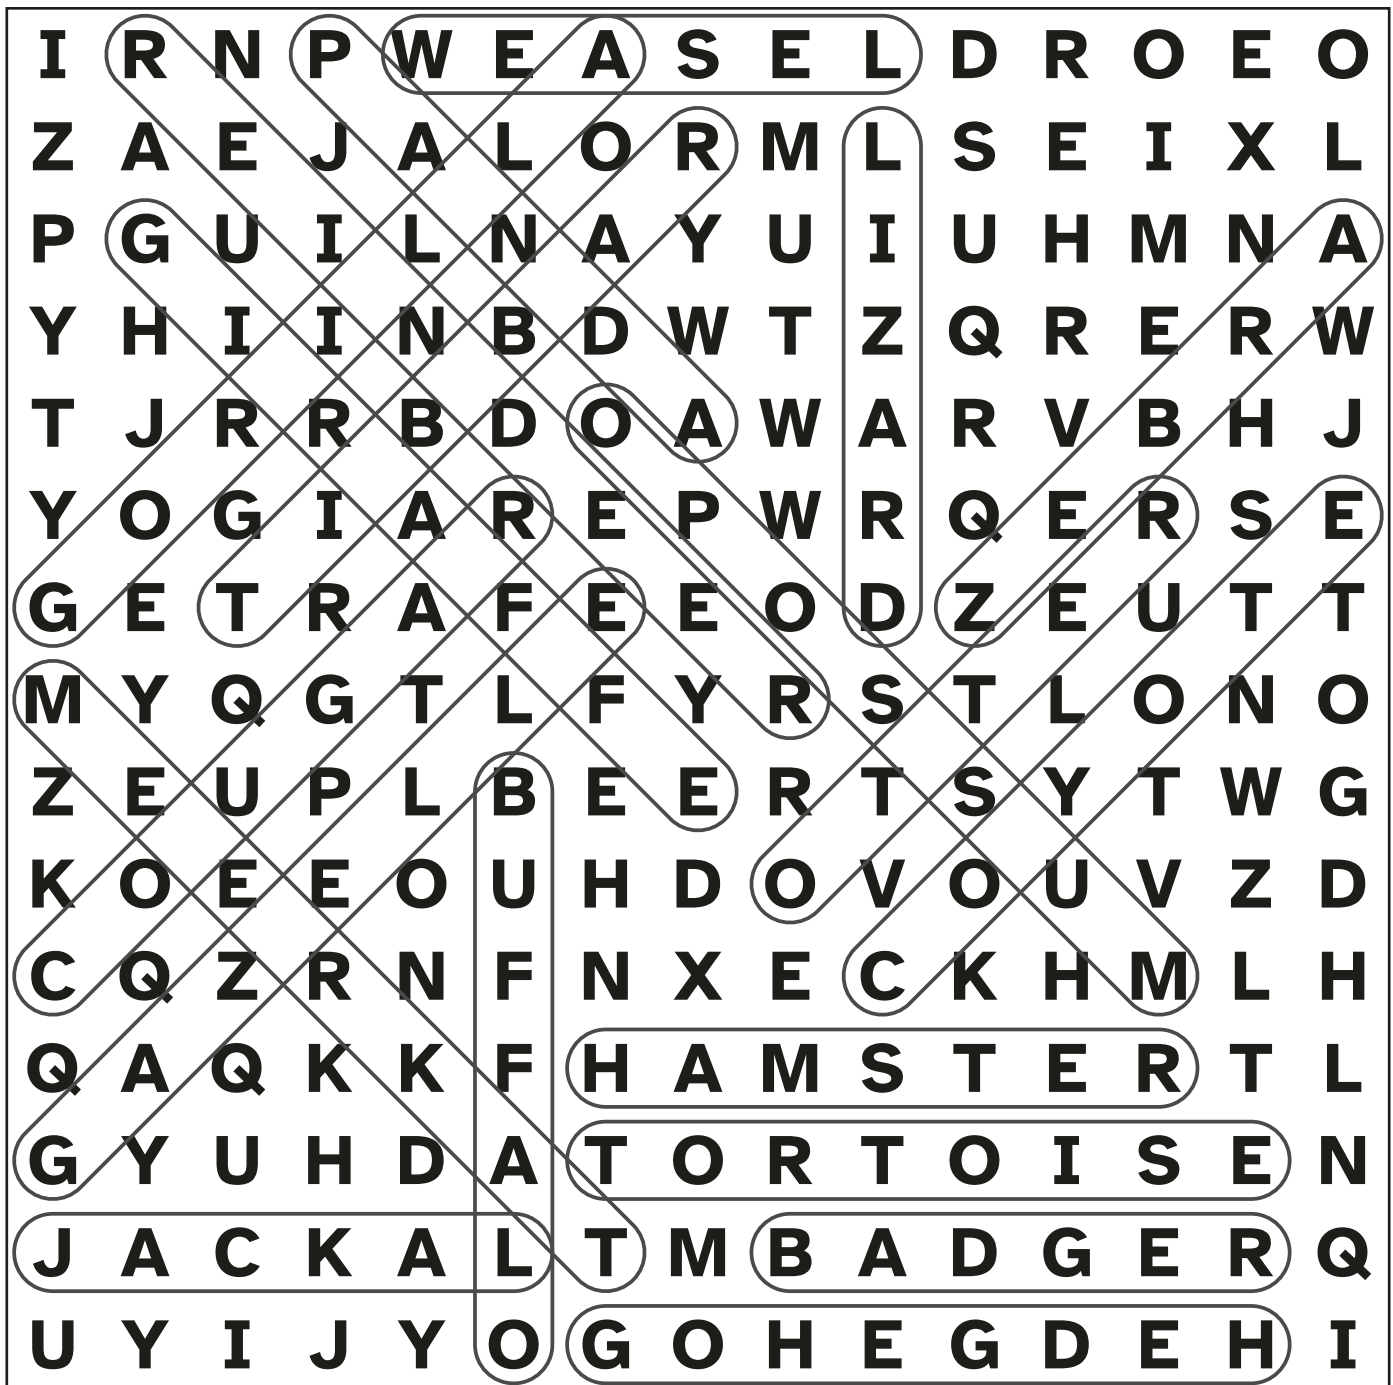 I R N P W E A S E L D R O E O
Z A E J A L O R M L S E I X L
P G U I L N A Y U I U H M N A
Y H I I N B D W T Z Q R E R W
T J R R B D O A W A R V B H J
Y O G I A R E P W R Q E R S E
G E T R A F E E O D Z E U T T
M Y Q G T L F Y R S T L O N O
Z E U P L B E E R T S Y T W G
K O E E O U H D O V O U V Z D
C Q Z R N F N X E C K H M L H
Q A Q K K F H A M S T E R T L
G Y U H D A T O R T O I S E N
J A C K A L T M B A D G E R Q
U Y I J Y O G O H E G D E H I